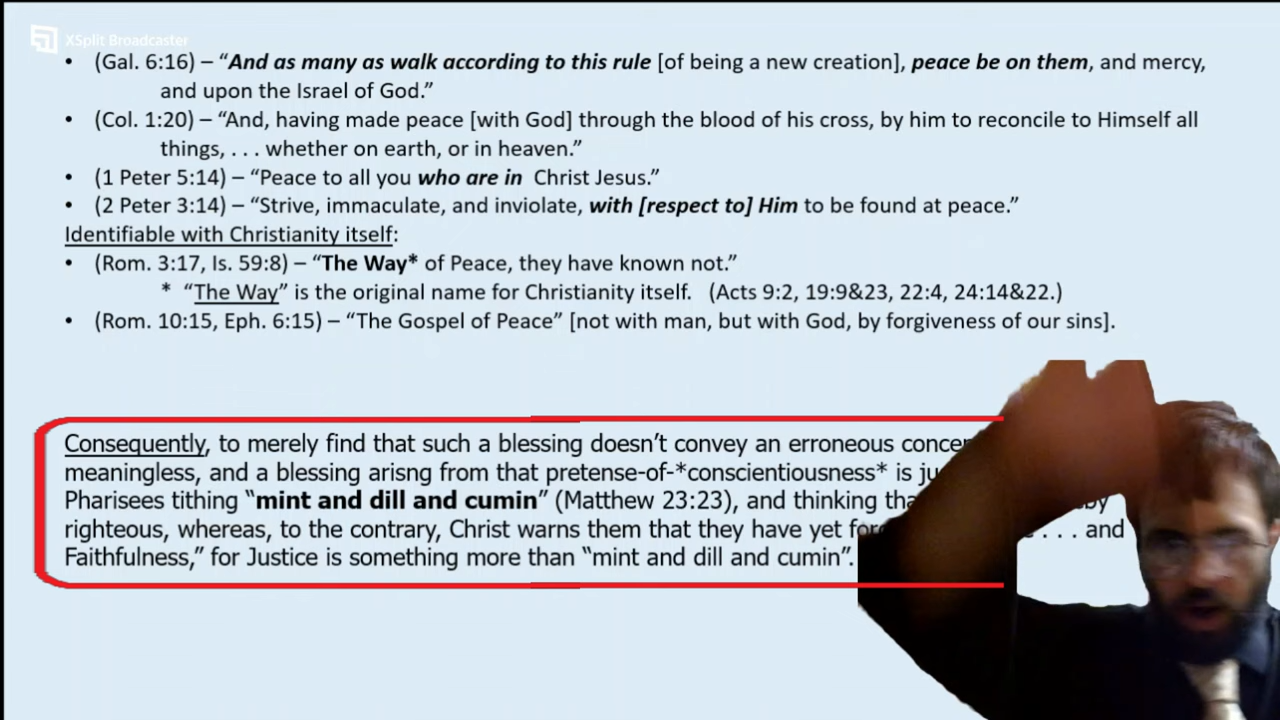 XSplit Broadcaster
• (Gal. 6:16) – “And as many as walk according to this rule [of being a new creation], peace be on them, and mercy,
and upon the Israel of God.”
• (Col. 1:20) – “And, having made peace [with God] through the blood of his cross, by him to reconcile to Himself all
things, . . . whether on earth, or in heaven.”
• (1 Peter 5:14) – “Peace to all you who are in Christ Jesus.”
• (2 Peter 3:14) – “Strive, immaculate, and inviolate, with [respect to] Him to be found at peace.”
Identifiable with Christianity itself:
• (Rom. 3:17, Is. 59:8) – “The Way* of Peace, they have known not.”
* “The Way” is the original name for Christianity itself. (Acts 9:2, 19:9&23, 22:4, 24:14&22.)
• (Rom. 10:15, Eph. 6:15) – “The Gospel of Peace” [not with man, but with God, by forgiveness of our sins].
Consequently, to merely find that such a blessing doesn’t convey an erroneous
meaningless, and a blessing arisng from that pretense-of-*conscientiousness* is
Pharisees tithing “mint and dill and cumin” (Matthew 23:23), and thinking
righteous, whereas, to the contrary, Christ warns them that they have yet . . . and
Faithfulness,” for Justice is something more than “mint and dill and cumin”.